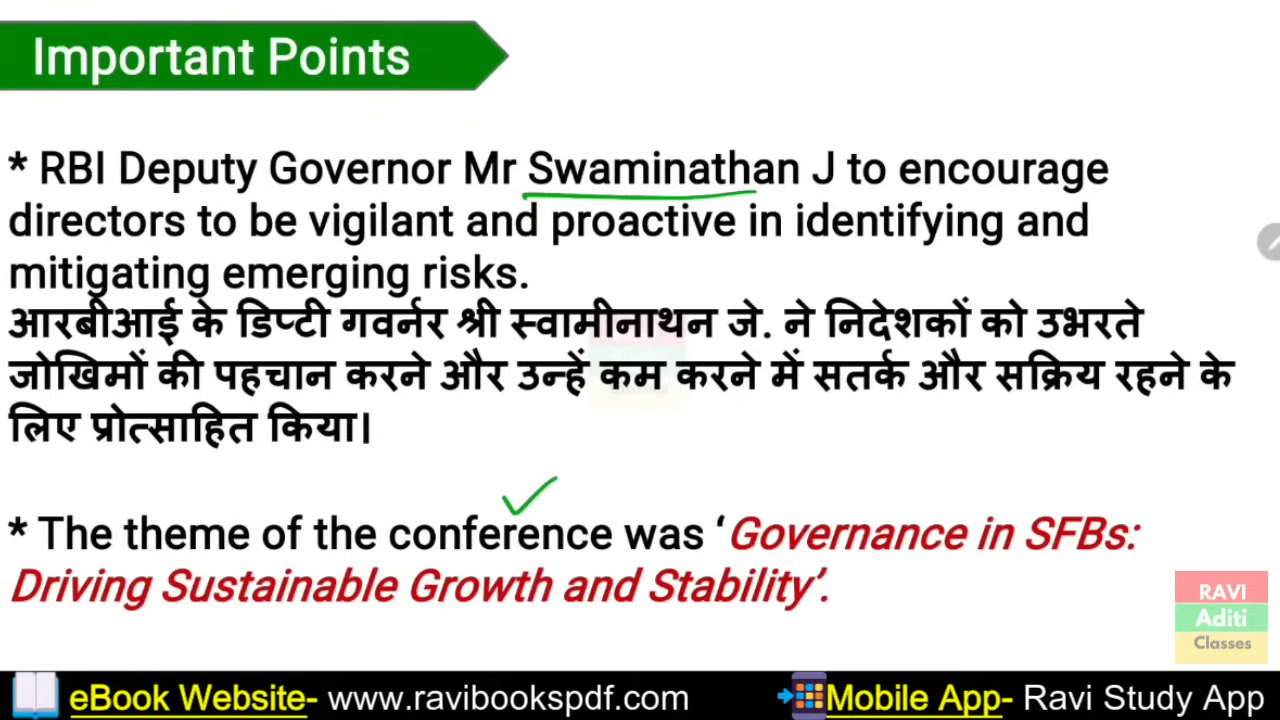 Important Points
* RBI Deputy Governor Mr Swaminathan J to encourage
directors to be vigilant and proactive in identifying and
mitigating emerging risks.
आरबीआई के डिप्टी गवर्नर श्री स्वामीनाथन जे. ने निदेशकों को उभरते
जोखिमों की पहचान करने और उन्हें कम करने में सतर्क और सक्रिय रहने के
लिए प्रोत्साहित किया।
* The theme of the conference was ‘Governance in SFBs:
Driving Sustainable Growth and Stability’.
RAVI
Aditi
Classes
eBook Website- www.ravibookspdf.com
Mobile App- Ravi Study App